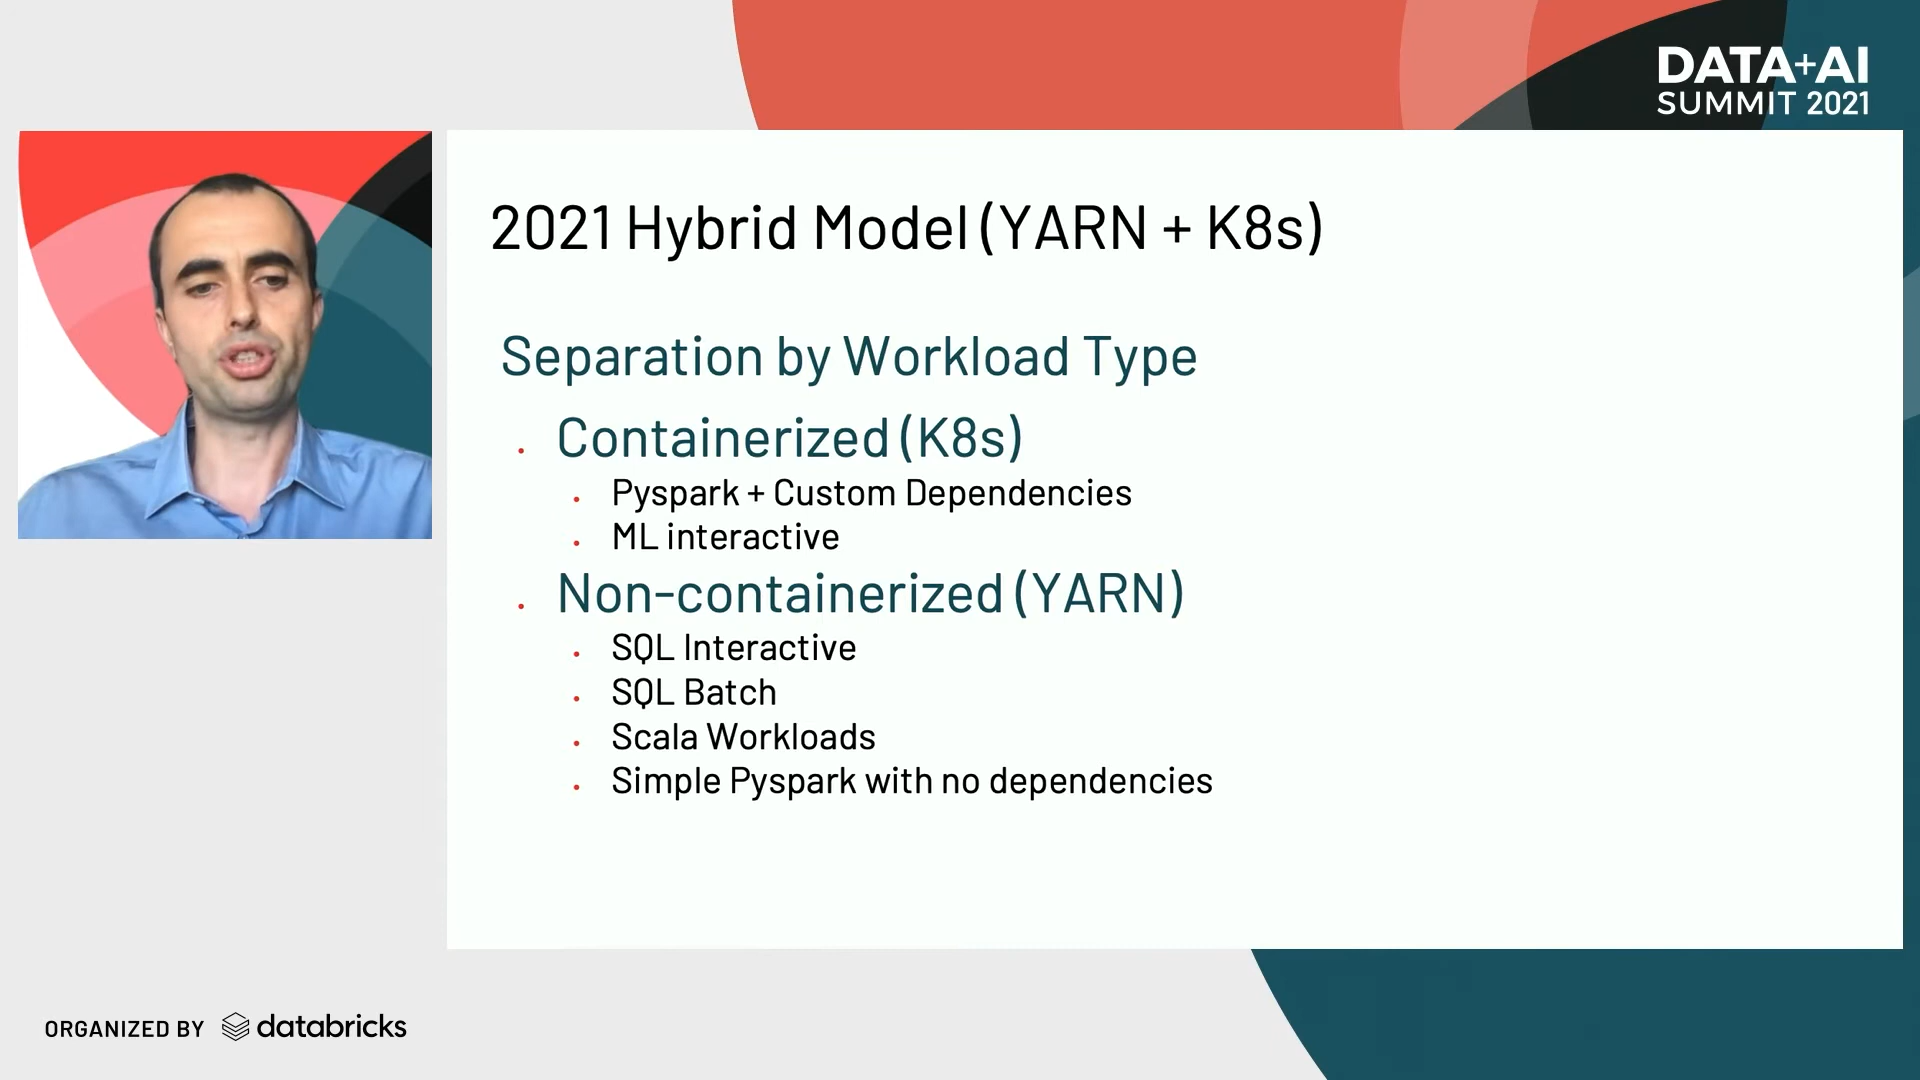 DATA+AI
SUMMIT 2021
2021 Hybrid Model (YARN + K8s)
Separation by Workload Type
Containerized (K8s)
Pyspark + Custom Dependencies
ML interactive
Non-containerized (YARN)
SQL Interactive
SQL Batch
Scala Workloads
Simple Pyspark with no dependencies
ORGANIZED BY databricks